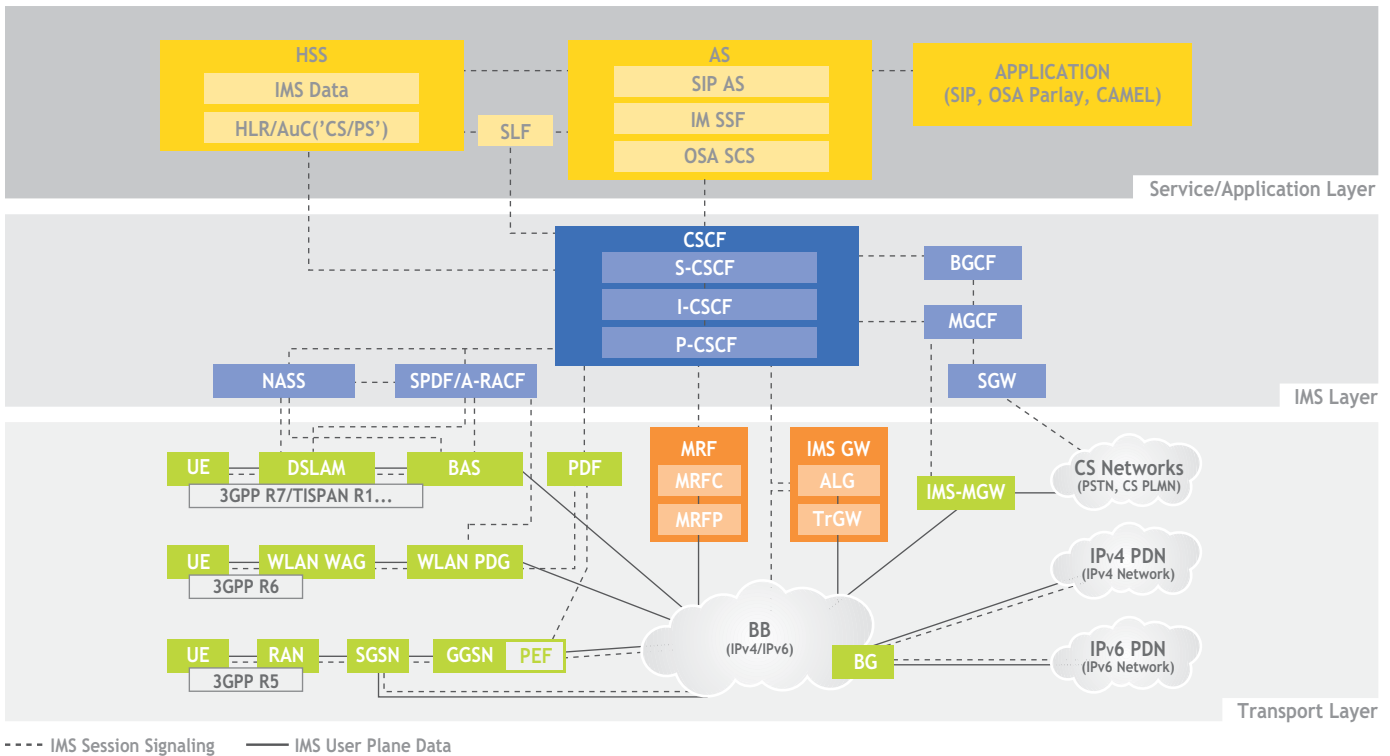 HSS
IMS Data
HLR/AuC('CS/PS')
SLF
AS
SIP AS
IM SSF
OSA SCS
APPLICATION
(SIP, OSA Parlay, CAMEL)
Service/Application Layer
CSCF
S-CSCF
I-CSCF
P-CSCF
BGCF
MGCF
SGW
NASS
SPDF/A-RACF
IMS Layer
UE
DSLAM
BAS
3GPP R7/TISPAN R1...
PDF
MRF
MRFC
MRFP
IMS GW
ALG
TrGW
IMS-MGW
CS Networks
(PSTN, CS PLMN)
UE
WLAN WAG
WLAN PDG
3GPP R6
IPv4 PDN
(IPv4 Network)
UE
RAN
SGSN
GGSN
PEF
3GPP R5
BB
(IPv4/IPv6)
BG
IPv6 PDN
(IPv6 Network)
Transport Layer
IMS Session Signaling
IMS User Plane Data